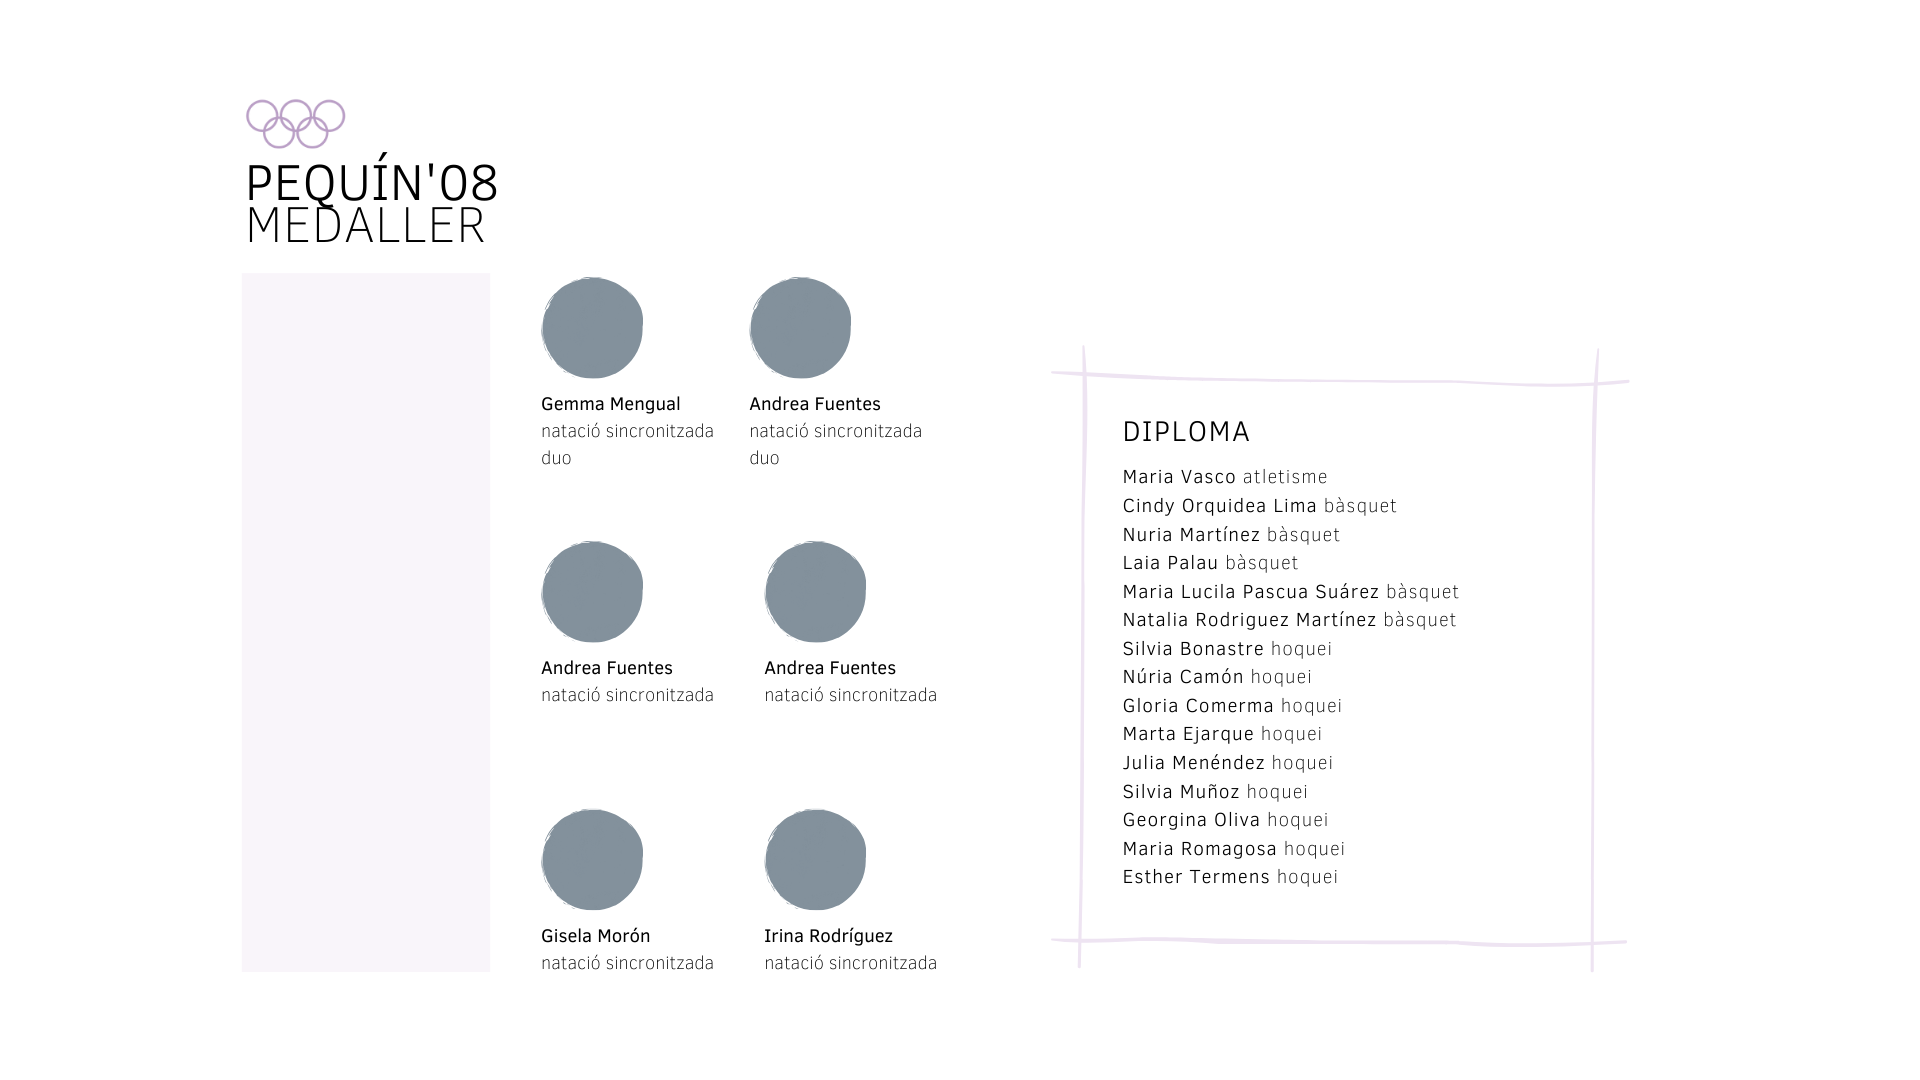 PEQUÍN'08
MEDALLER
Gemma Mengual
natació sincronitzada
duo
Andrea Fuentes
natació sincronitzada
duo
Andrea Fuentes
natació sincronitzada
Andrea Fuentes
natació sincronitzada
Gisela Morón
natació sincronitzada
Irina Rodríguez
natació sincronitzada
DIPLOMA
Maria Vasco atletisme
Cindy Orquidea Lima bàsquet
Nuria Martínez bàsquet
Laia Palau bàsquet
Maria Lucila Pascua Suárez bàsquet
Natalia Rodriguez Martínez bàsquet
Silvia Bonastre hoquei
Núria Camón hoquei
Gloria Comerma hoquei
Marta Ejarque hoquei
Julia Menéndez hoquei
Silvia Muñoz hoquei
Georgina Oliva hoquei
Maria Romagosa hoquei
Esther Termens hoquei